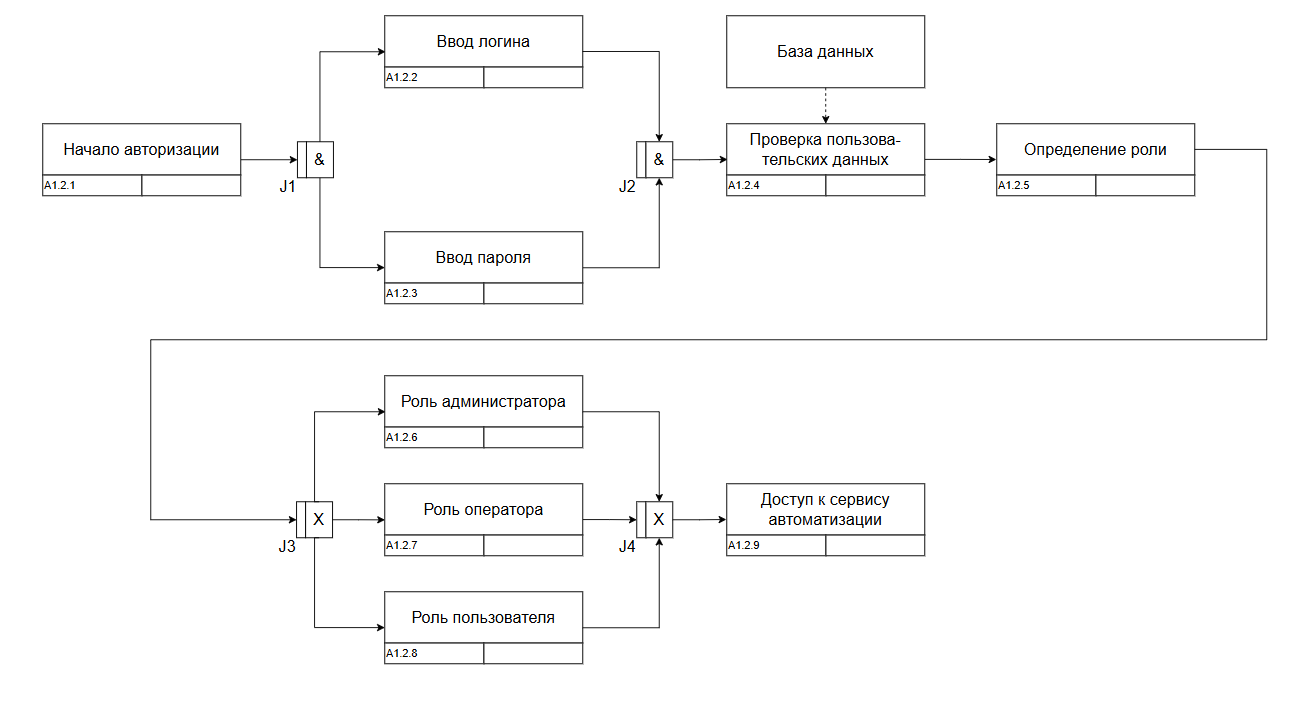 Ввод логина
A1.2.2
База данных
Начало авторизации
A1.2.1
&
J1
&
J2
Проверка пользова-
тельских данных
A1.2.4
Определение роли
A1.2.5
Ввод пароля
A1.2.3
Роль администратора
A1.2.6
X
J3
Роль оператора
A1.2.7
X
J4
Доступ к сервису
автоматизации
A1.2.9
Роль пользователя
A1.2.8